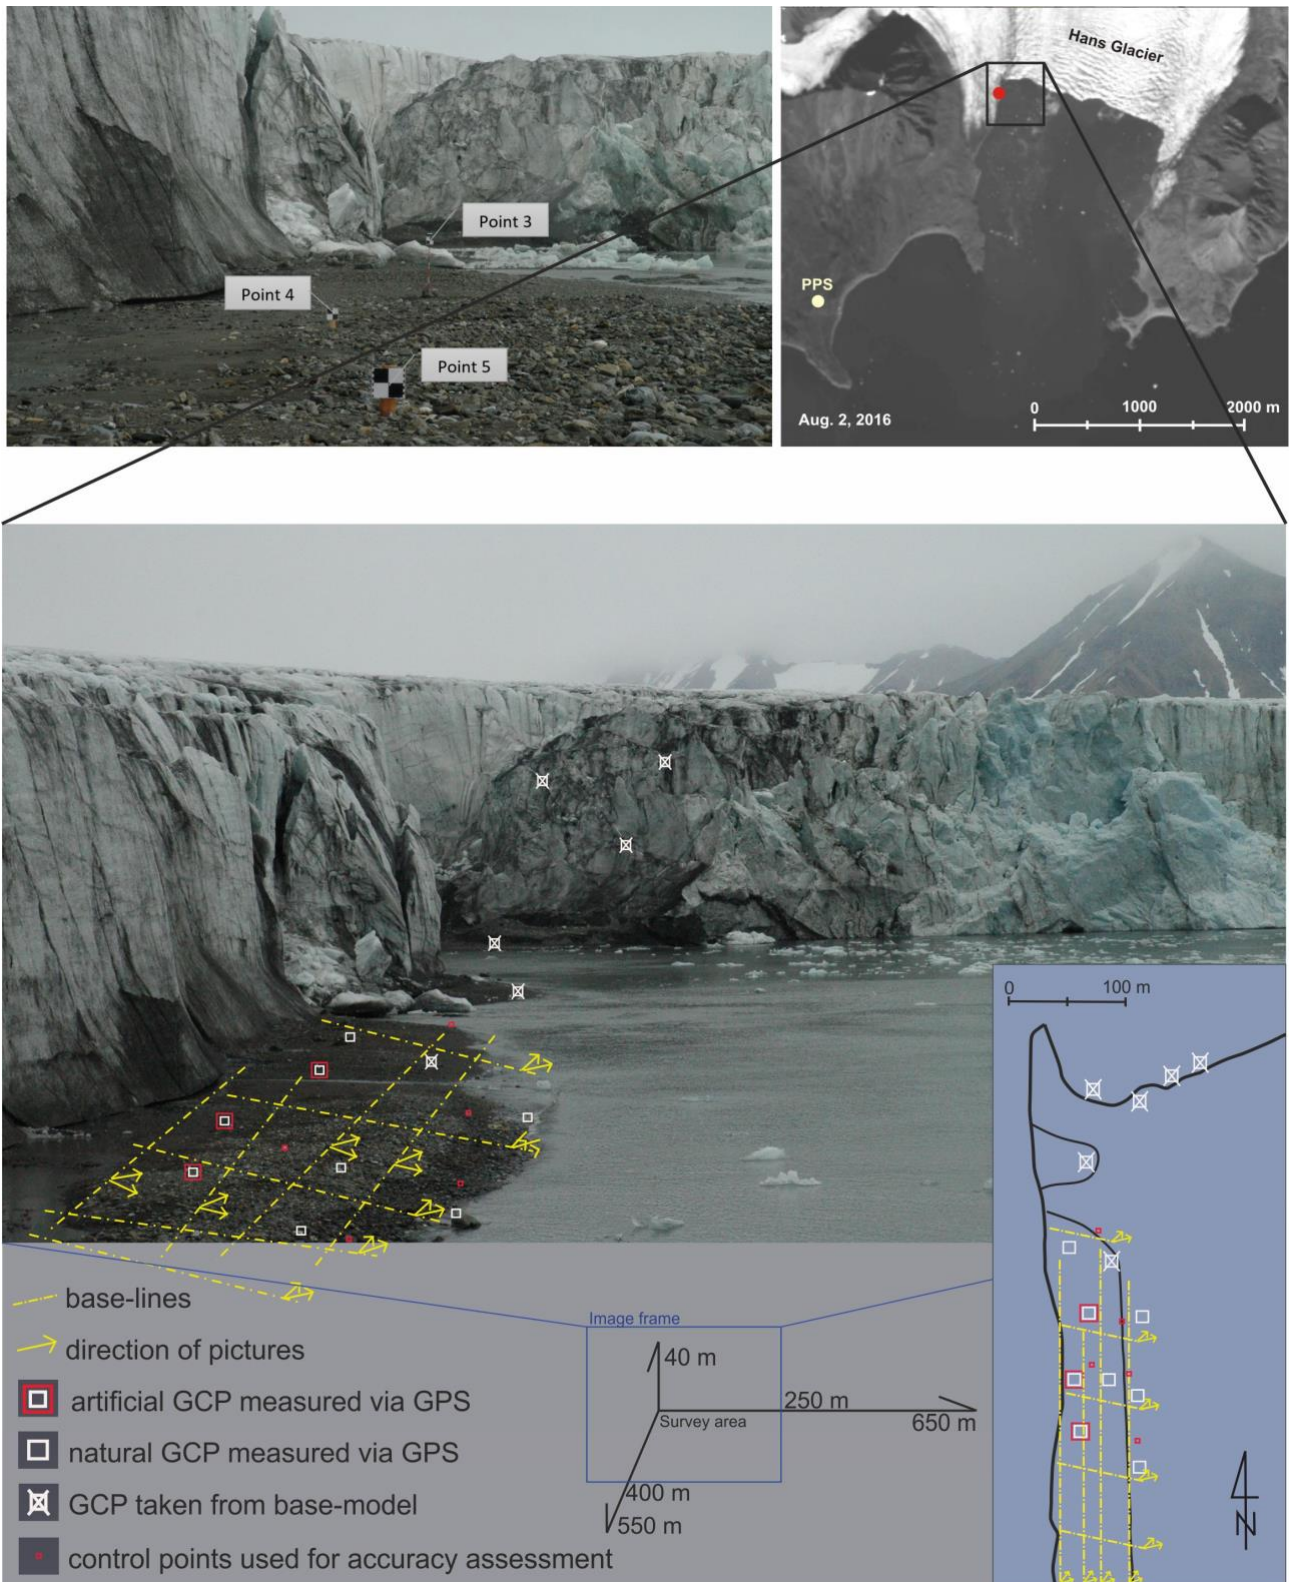 Point 3
Point 4
Point 5
Hans Glacier
PPS
Aug. 2, 2016
0 1000 2000 m
0 100 m
base-lines
direction of pictures
artificial GCP measured via GPS
natural GCP measured via GPS
GCP taken from base-model
control points used for accuracy assessment
Image frame
40 m
Survey area
250 m
650 m
400 m
550 m
N